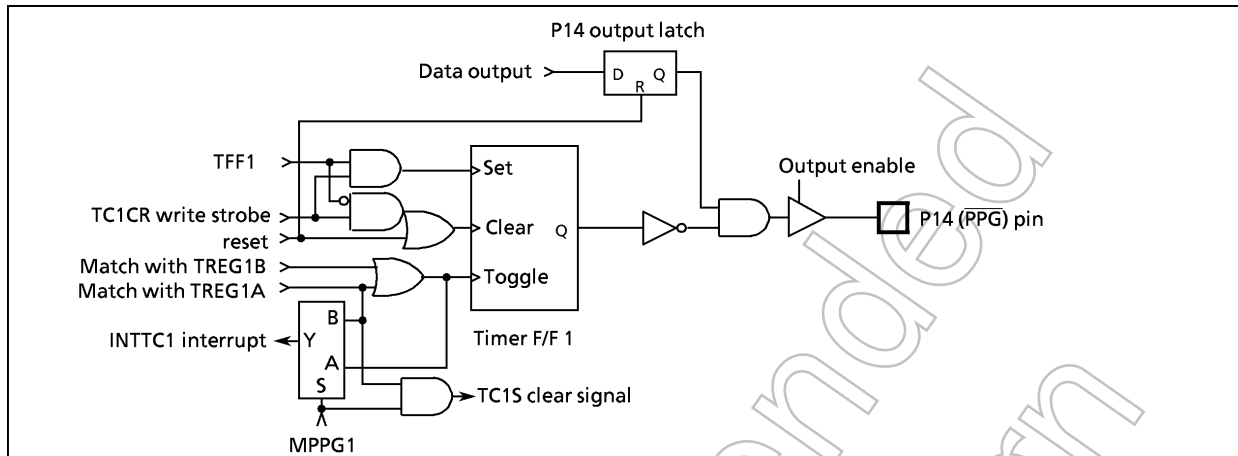 P14 output latch
Data output
D Q
R
TFF1
Set
Output enable
TC1CR write strobe
Clear
Q
P14 (P̅P̅G̅) pin
reset
Match with TREG1B
Toggle
Match with TREG1A
B
INTTC1 interrupt
Y
Timer F/F 1
A
S
TC1S clear signal
MPPG1
ended